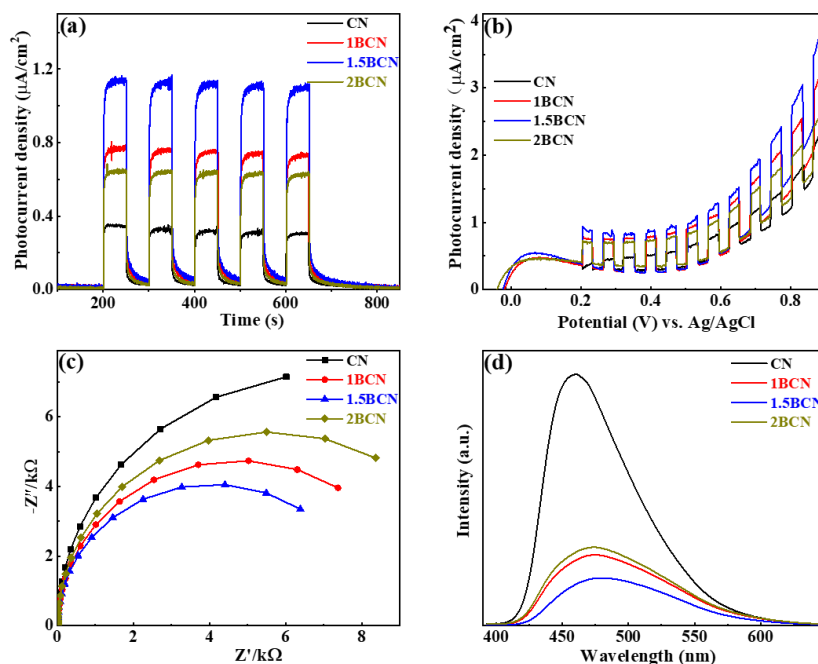 (a)
CN
1BCN
1.5BCN
2BCN
Photocurrent density (μA/cm²)
1.2
0.8
0.4
0.0
200 400 600 800
Time (s)
(b)
CN
1BCN
1.5BCN
2BCN
Photocurrent density (μA/cm²)
4
3
2
1
0
0.0 0.2 0.4 0.6 0.8
Potential (V) vs. Ag/AgCl
(c)
CN
1BCN
1.5BCN
2BCN
-Z''/kΩ
6
4
2
0
0 2 4 6 8
Z'/kΩ
(d)
CN
1BCN
1.5BCN
2BCN
Intensity (a.u.)
400 450 500 550 600
Wavelength (nm)